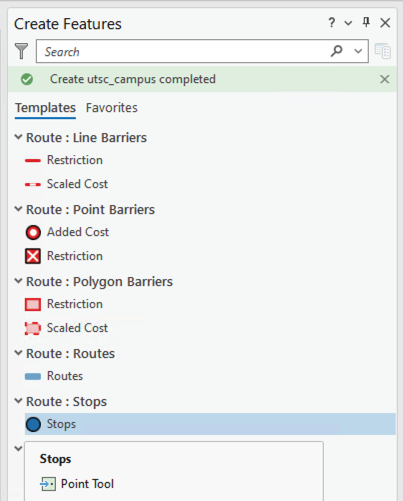 Create Features
Search
Create utsc_campus completed
Templates Favorites
Route : Line Barriers
Restriction
Scaled Cost
Route : Point Barriers
Added Cost
Restriction
Route : Polygon Barriers
Restriction
Scaled Cost
Route : Routes
Routes
Route : Stops
Stops
Stops
Point Tool